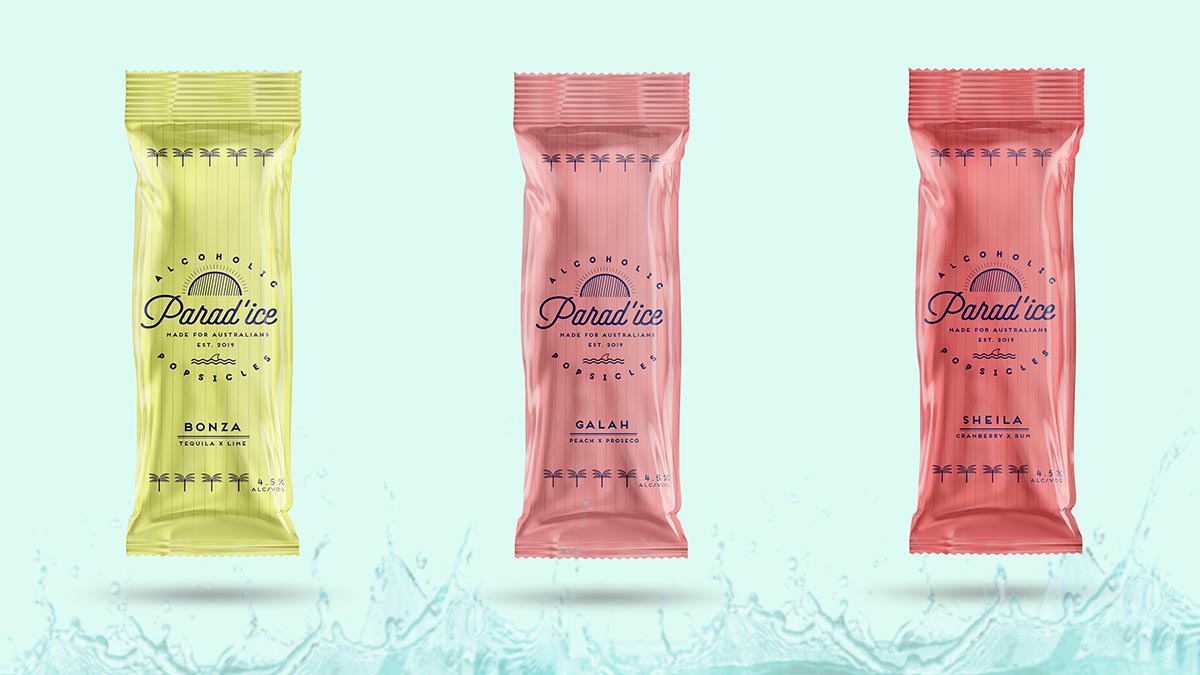 ALCOHOLIC
Parad'ice
MADE FOR AUSTRALIANS
EST. 2019
POPSICLES
BONZA
TEQUILA X LIME
4.5%
ALC/VOL
ALCOHOLIC
Parad'ice
MADE FOR AUSTRALIANS
EST. 2019
POPSICLES
GALAH
PEACH X PROSECO
4.5%
ALC/VOL
ALCOHOLIC
Parad'ice
MADE FOR AUSTRALIANS
EST. 2019
POPSICLES
SHEILA
CRANBERRY X RUM
4.5%
ALC/VOL